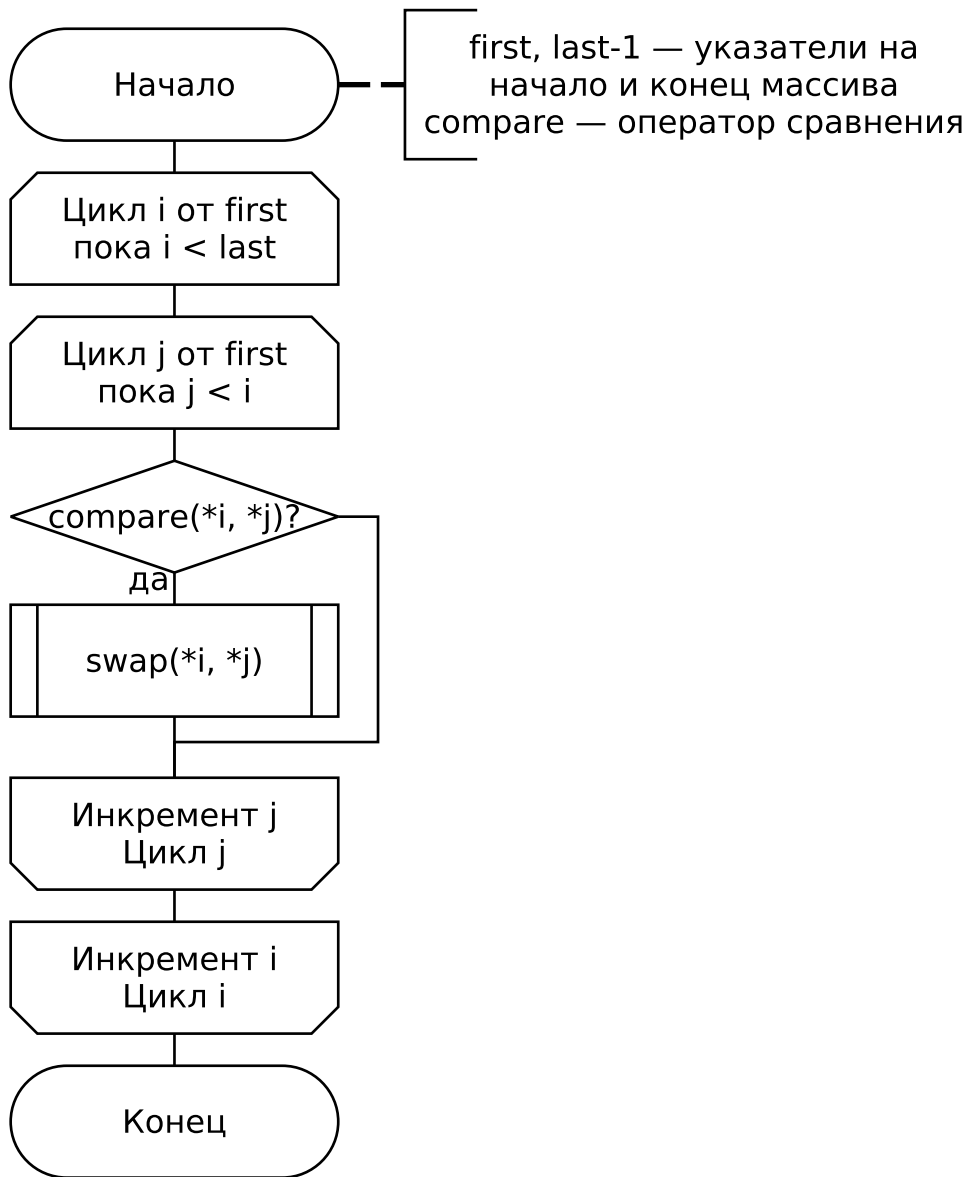 Начало
first, last-1 — указатели на
начало и конец массива
compare — оператор сравнения
Цикл i от first
пока i < last
Цикл j от first
пока j < i
compare(*i, *j)?
да
swap(*i, *j)
Инкремент j
Цикл j
Инкремент i
Цикл i
Конец